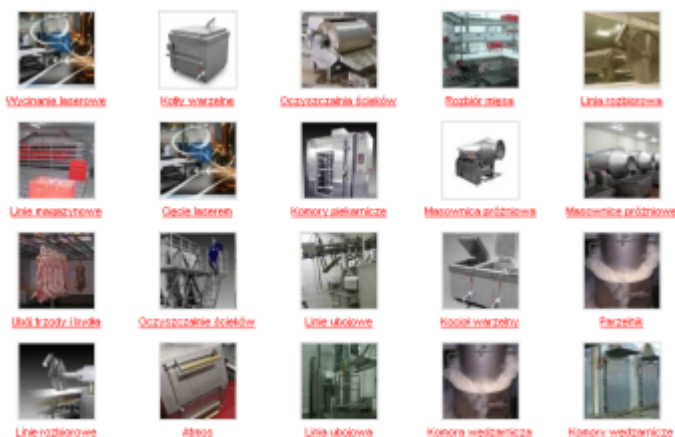 Wycinanie laserowe
Kotły warzelne
Oczyszczalnia ścieków
Rozbiór mięsa
Linia rozbiorowa
Linie magazynowe
Cięcie laserem
Komory piekarnicze
Masownica próżniowa
Masownice próżniowe
Ubój trzody i bydła
Oczyszczalnie ścieków
Linie ubojowe
Kocioł warzelny
Parzelnik
Linie rozbiorowe
Atmos
Linia ubojowa
Komora wędzarnicza
Komory wędzarnicze